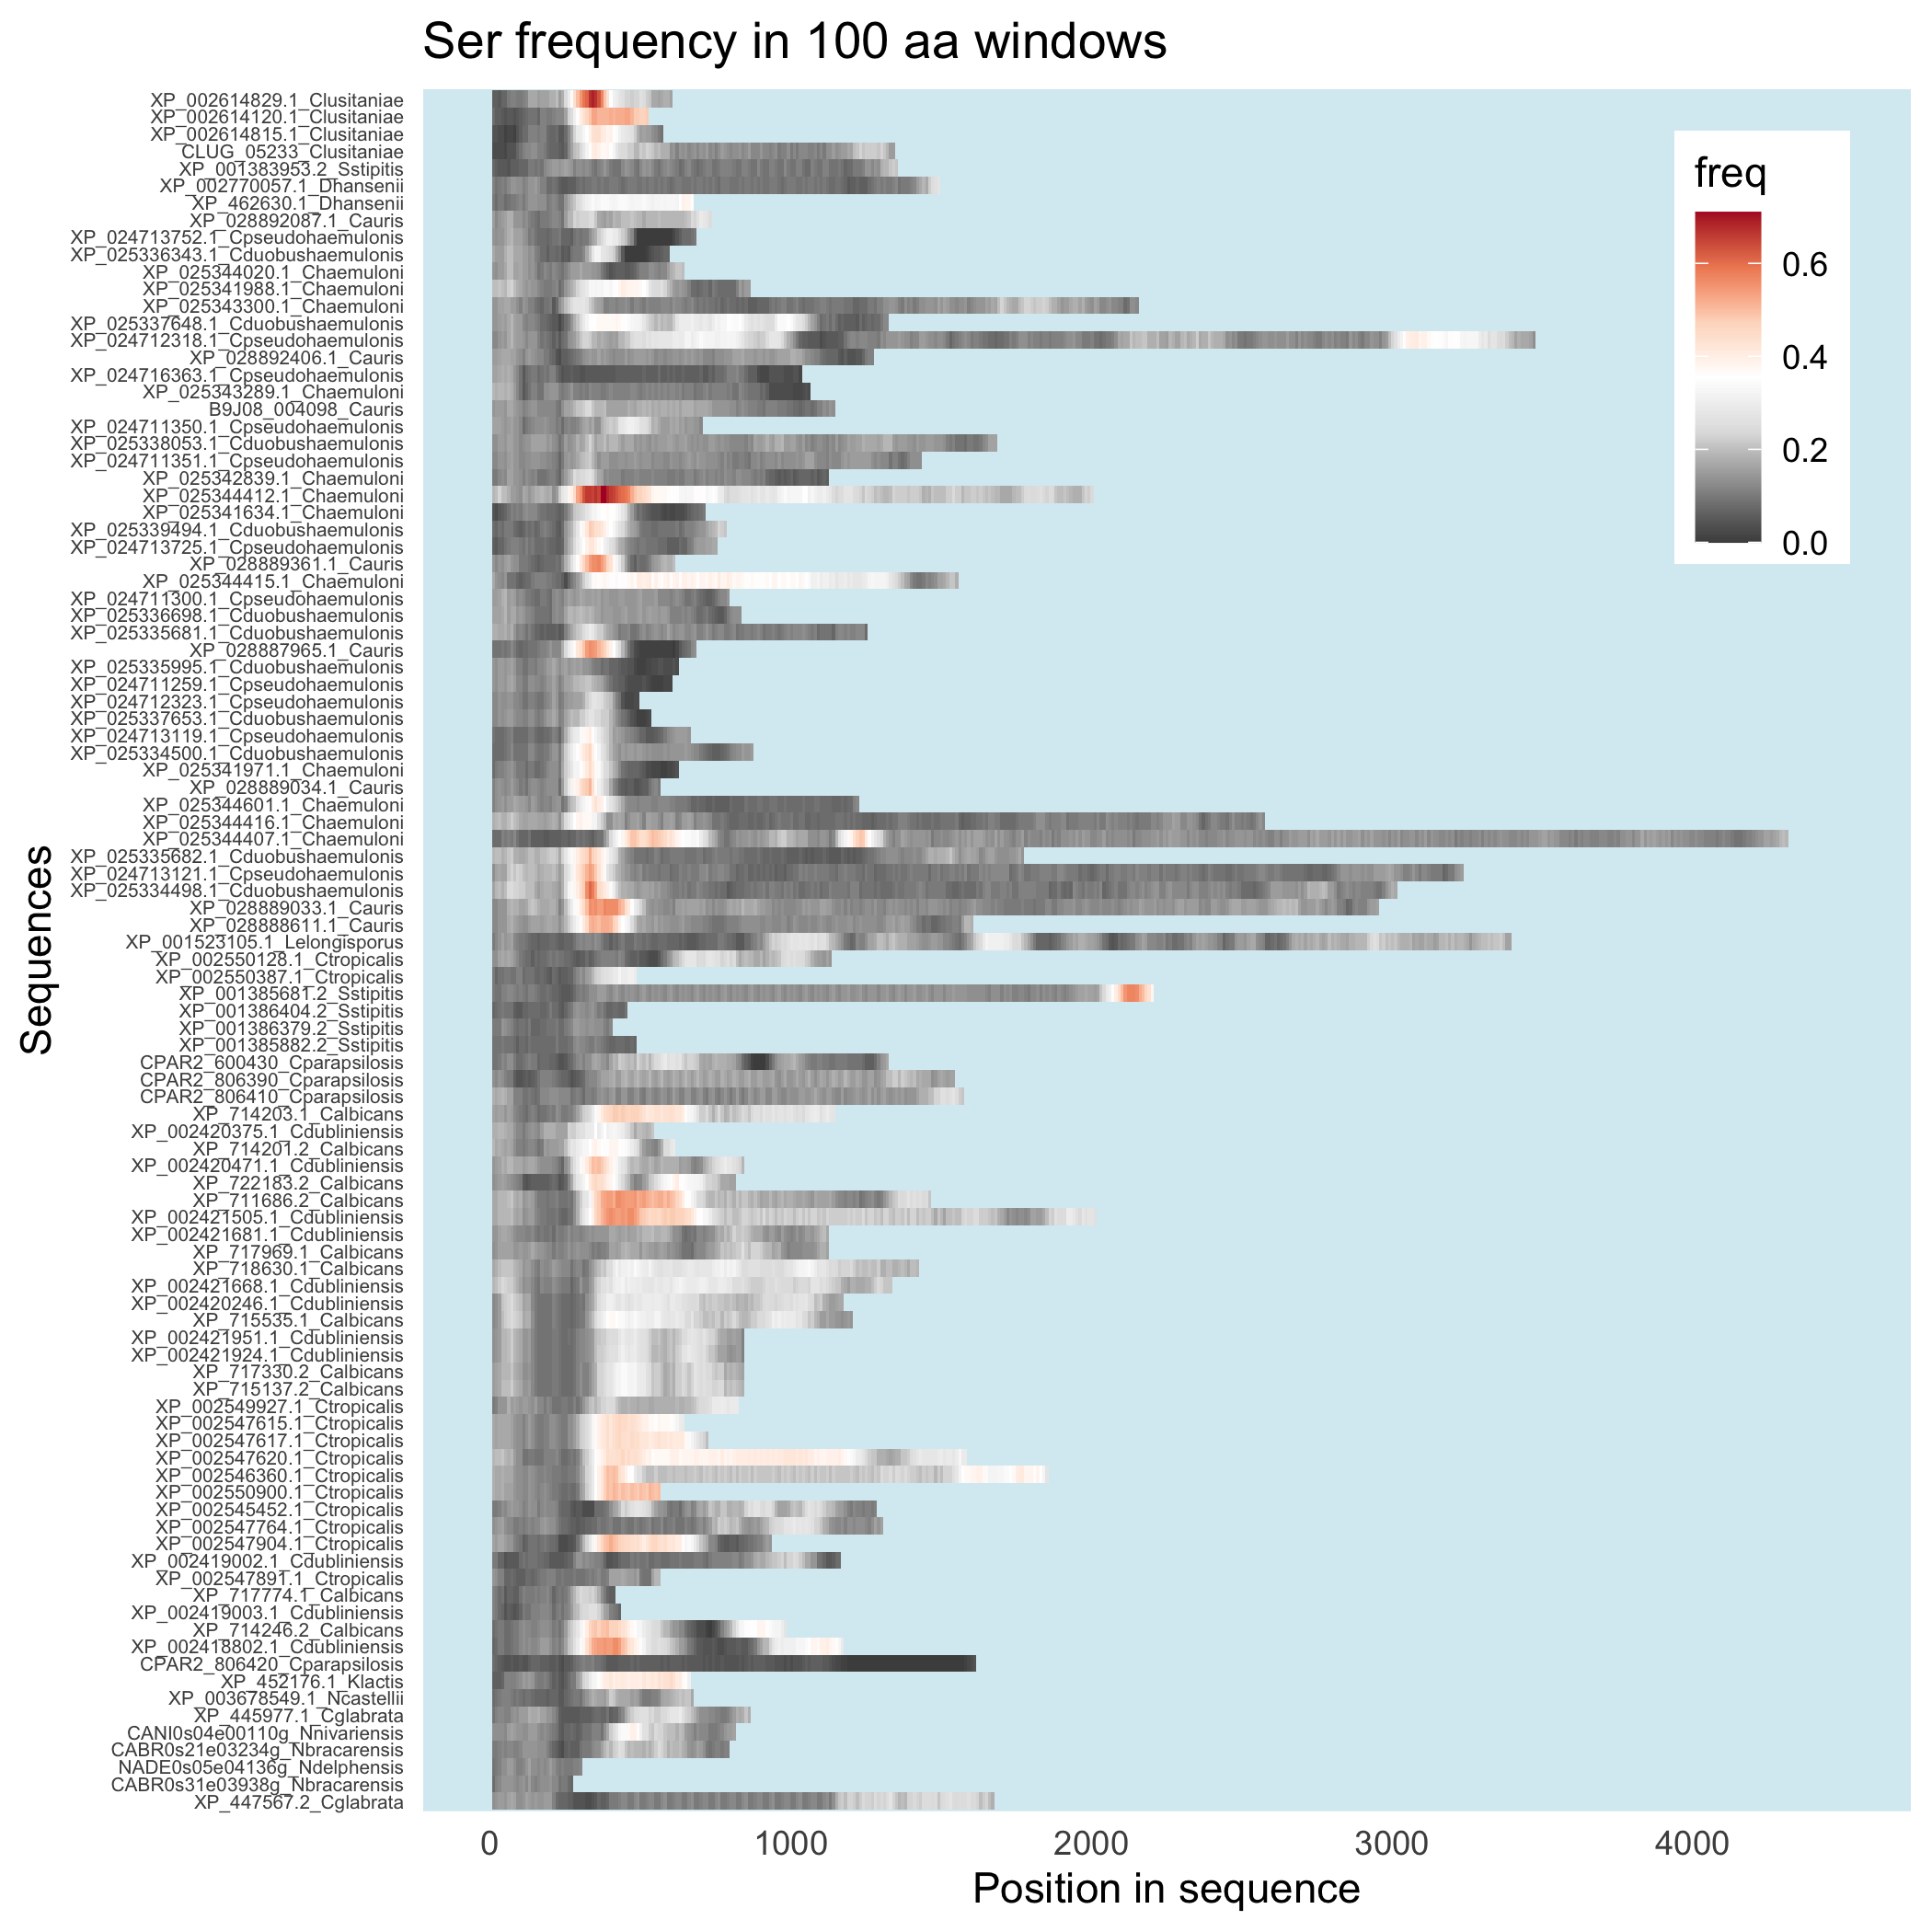 Ser frequency in 100 aa windows
XP_002614829.1_Clusitaniae
XP_002614120.1_Clusitaniae
XP_002614815.1_Clusitaniae
CLUG_05233_Clusitaniae
XP_001383953.2_Sstipitis
XP_002770057.1_Dhansenii
XP_462630.1_Dhansenii
XP_028892087.1_Cauris
XP_024713752.1_Cpseudohaemulonis
XP_025336343.1_Cduobushaemulonis
XP_025344020.1_Chaemuloni
XP_025341988.1_Chaemuloni
XP_025343300.1_Chaemuloni
XP_025337648.1_Cduobushaemulonis
XP_024712318.1_Cpseudohaemulonis
XP_028892406.1_Cauris
XP_024716363.1_Cpseudohaemulonis
XP_025343289.1_Chaemuloni
B9J08_004098_Cauris
XP_024711350.1_Cpseudohaemulonis
XP_025338053.1_Cduobushaemulonis
XP_024711351.1_Cpseudohaemulonis
XP_025342839.1_Chaemuloni
XP_025344412.1_Chaemuloni
XP_025341634.1_Chaemuloni
XP_025339494.1_Cduobushaemulonis
XP_024713725.1_Cpseudohaemulonis
XP_028889361.1_Cauris
XP_025344415.1_Chaemuloni
XP_024711300.1_Cpseudohaemulonis
XP_025336698.1_Cduobushaemulonis
XP_025335681.1_Cduobushaemulonis
XP_028887965.1_Cauris
XP_025335995.1_Cduobushaemulonis
XP_024711259.1_Cpseudohaemulonis
XP_024712323.1_Cpseudohaemulonis
XP_025337653.1_Cduobushaemulonis
XP_024713119.1_Cpseudohaemulonis
XP_025334500.1_Cduobushaemulonis
XP_025341971.1_Chaemuloni
XP_028889034.1_Cauris
XP_025344601.1_Chaemuloni
XP_025344416.1_Chaemuloni
XP_025344407.1_Chaemuloni
XP_025335682.1_Cduobushaemulonis
XP_024713121.1_Cpseudohaemulonis
XP_025334498.1_Cduobushaemulonis
XP_028889033.1_Cauris
XP_028888611.1_Cauris
XP_001523105.1_Lelongisporus
XP_002550128.1_Ctropicalis
XP_002550387.1_Ctropicalis
XP_001385681.2_Sstipitis
XP_001386404.2_Sstipitis
XP_001386379.2_Sstipitis
XP_001385882.2_Sstipitis
CPAR2_600430_Cparapsilosis
CPAR2_806390_Cparapsilosis
CPAR2_806410_Cparapsilosis
XP_714203.1_Calbicans
XP_002420375.1_Cdubliniensis
XP_714201.2_Calbicans
XP_002420471.1_Cdubliniensis
XP_722183.2_Calbicans
XP_711686.2_Calbicans
XP_002421505.1_Cdubliniensis
XP_002421681.1_Cdubliniensis
XP_717969.1_Calbicans
XP_718630.1_Calbicans
XP_002421668.1_Cdubliniensis
XP_002420246.1_Cdubliniensis
XP_715535.1_Calbicans
XP_002421951.1_Cdubliniensis
XP_002421924.1_Cdubliniensis
XP_717330.2_Calbicans
XP_715137.2_Calbicans
XP_002549927.1_Ctropicalis
XP_002547615.1_Ctropicalis
XP_002547617.1_Ctropicalis
XP_002547620.1_Ctropicalis
XP_002546360.1_Ctropicalis
XP_002550900.1_Ctropicalis
XP_002545452.1_Ctropicalis
XP_002547764.1_Ctropicalis
XP_002547904.1_Ctropicalis
XP_002419002.1_Cdubliniensis
XP_002547891.1_Ctropicalis
XP_717774.1_Calbicans
XP_002419003.1_Cdubliniensis
XP_714246.2_Calbicans
XP_002418802.1_Cdubliniensis
CPAR2_806420_Cparapsilosis
XP_452176.1_Klactis
XP_003678549.1_Ncastellii
XP_445977.1_Cglabrata
CANI0s04e00110g_Nnivariensis
CABR0s21e03234g_Nbracarensis
NADE0s05e04136g_Ndelphensis
CABR0s31e03938g_Nbracarensis
XP_447567.2_Cglabrata
Sequences
freq
0.6
0.4
0.2
0.0
0 1000 2000 3000 4000
Position in sequence